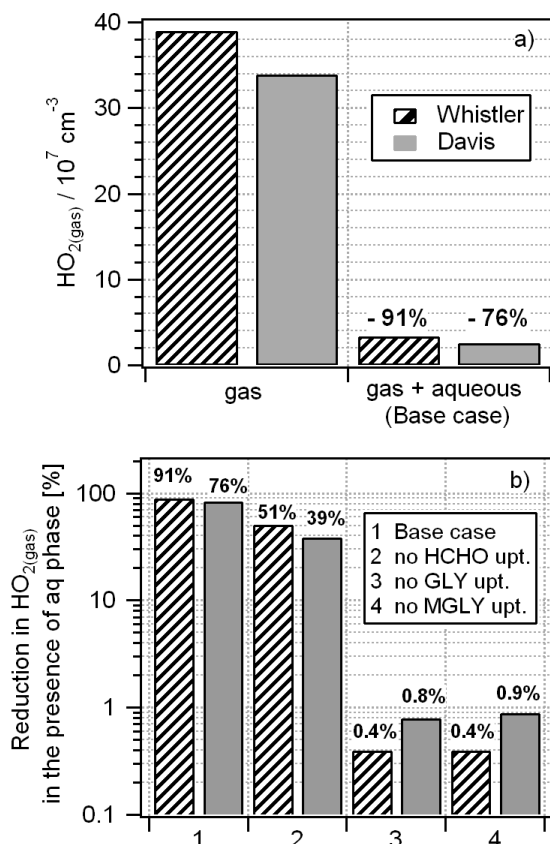 a)
40
30
20
10
0
HO2(gas) / 10^7 cm^-3
Whistler
Davis
- 91%
- 76%
gas
gas + aqueous
(Base case)
b)
91%
76%
51%
39%
0.4%
0.8%
0.4%
0.9%
1 Base case
2 no HCHO upt.
3 no GLY upt.
4 no MGLY upt.
100
10
1
0.1
Reduction in HO2(gas)
in the presence of aq phase [%]
1
2
3
4